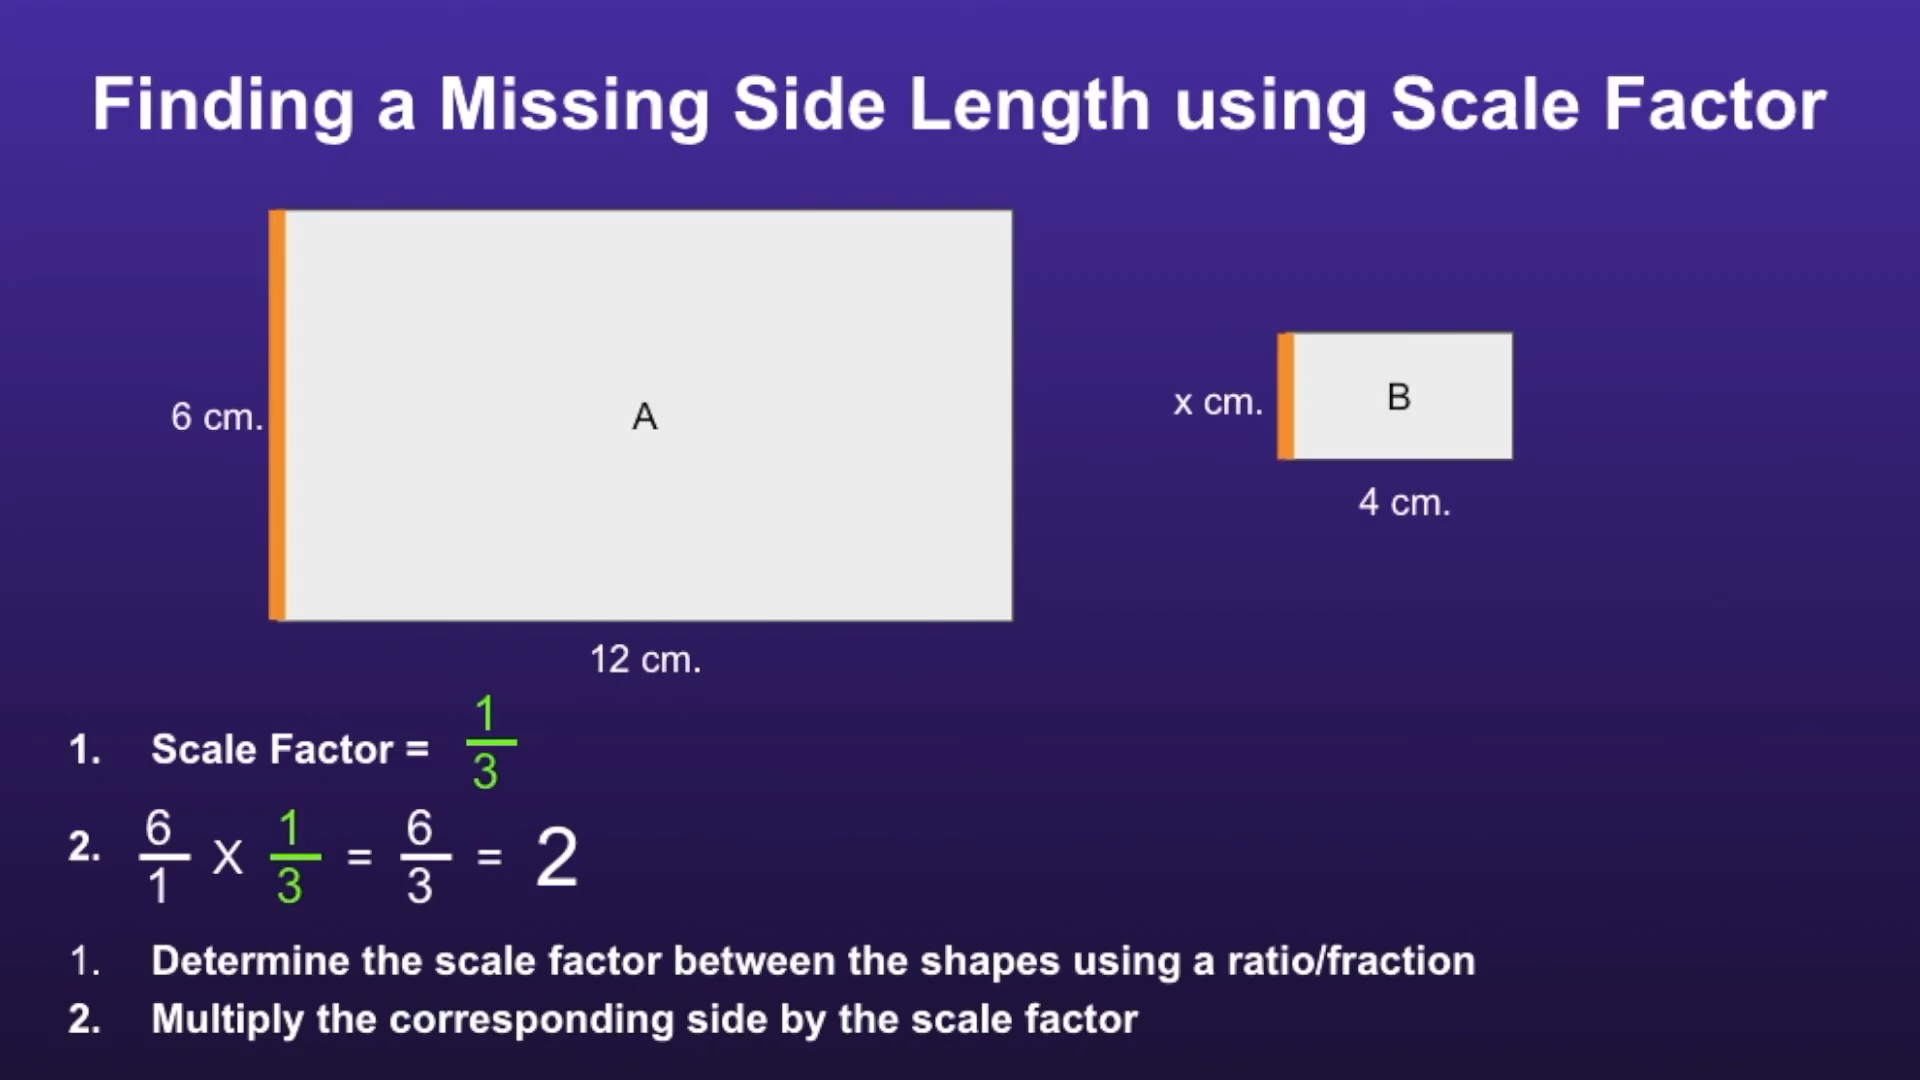 Finding a Missing Side Length using Scale Factor
6 cm.
A
x cm.
B
4 cm.
12 cm.
1. Scale Factor = 1/3
2. 6/1 X 1/3 = 6/3 = 2
1. Determine the scale factor between the shapes using a ratio/fraction
2. Multiply the corresponding side by the scale factor